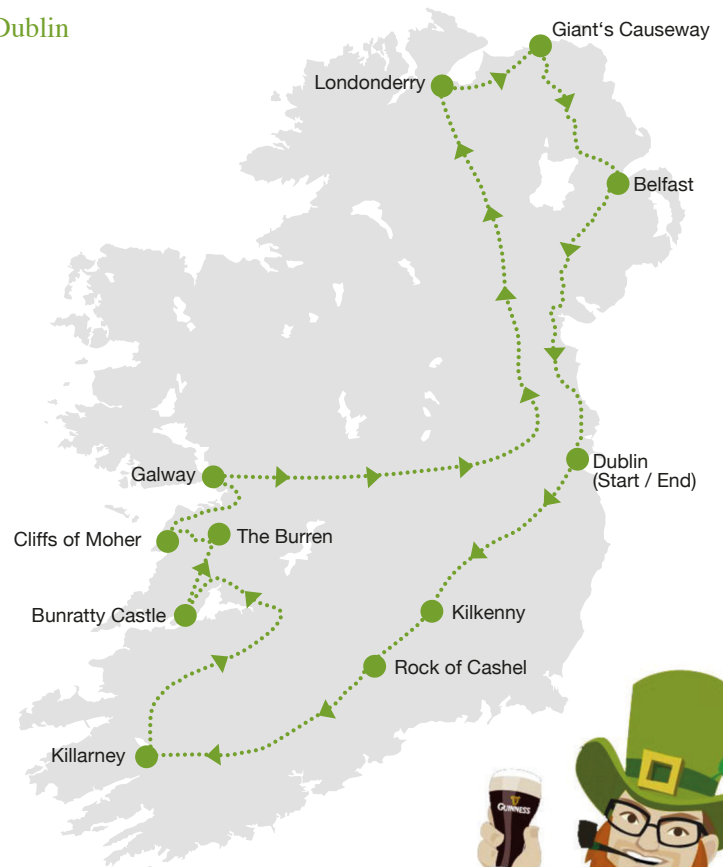 Dublin
Giant‘s Causeway
Londonderry
Belfast
Galway
Dublin
(Start / End)
Cliffs of Moher
The Burren
Bunratty Castle
Kilkenny
Rock of Cashel
Killarney
GUINNESS